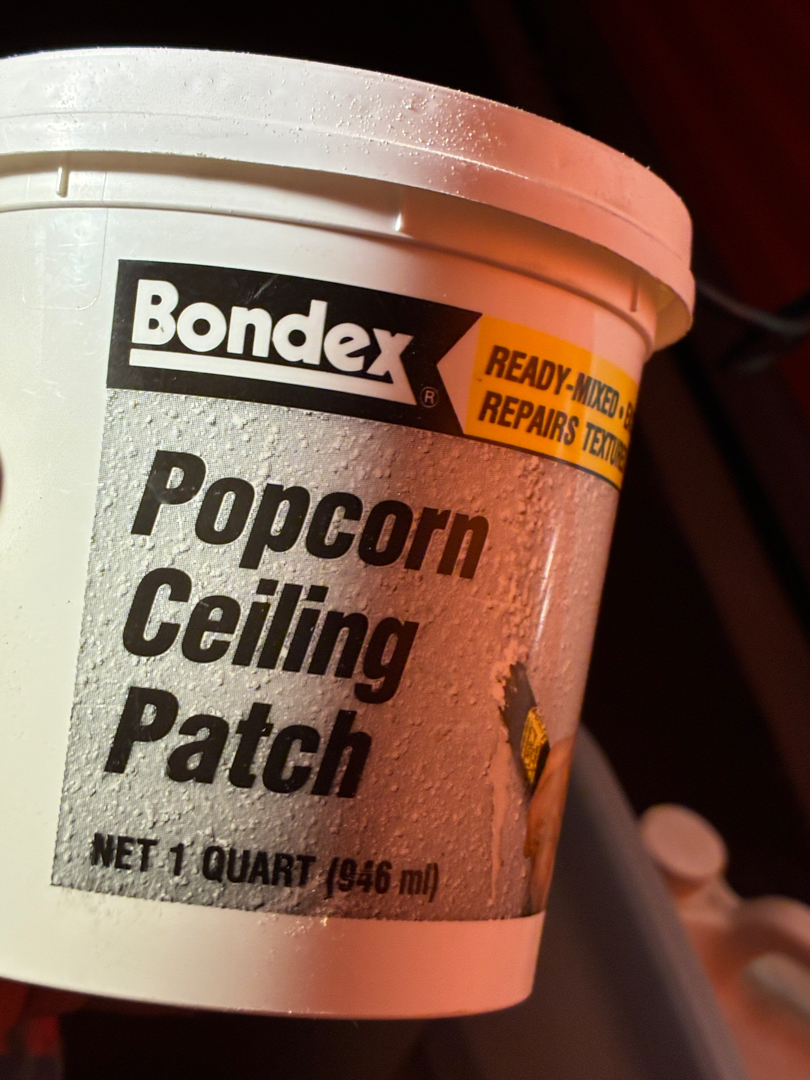 Bondex®
READY-MIXED •
REPAIRS
Popcorn
Ceiling
Patch
NET 1 QUART (946 ml)